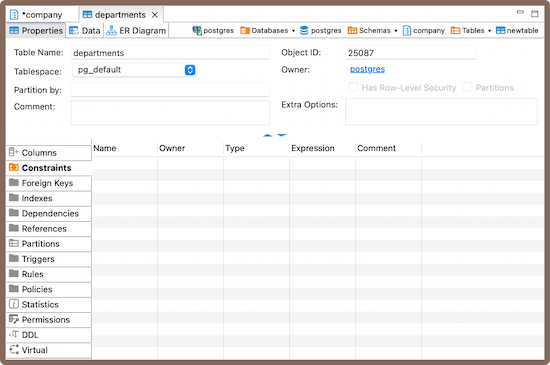 *company departments
Properties Data ER Diagram postgres Databases postgres Schemas company Tables newtable
Table Name: departments Object ID: 25087
Tablespace: pg_default Owner: postgres
Partition by: Has Row-Level Security Partitions
Comment: Extra Options:
Name Owner Type Expression Comment
Columns
Constraints
Foreign Keys
Indexes
Dependencies
References
Partitions
Triggers
Rules
Policies
Statistics
Permissions
DDL
Virtual